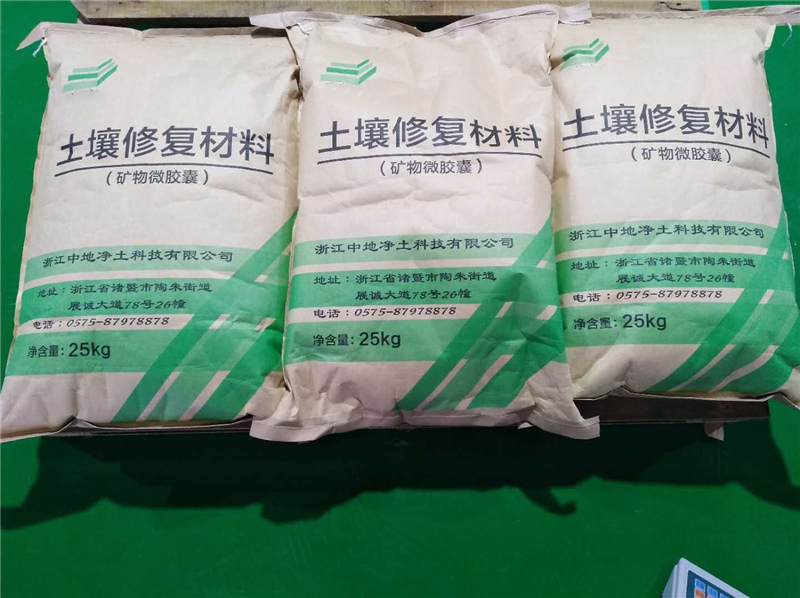 土壤修复材料
（矿物微胶囊）
浙江中地净土科技有限公司
地址：浙江省诸暨市陶朱街道
展诚大道78号26幢
电话：0575-87978878
净含量：25kg
土壤修复材料
（矿物微胶囊）
浙江中地净土科技有限公司
地址：浙江省诸暨市陶朱街道
展诚大道78号26幢
电话：0575-87978878
净含量：25kg
土壤修复材料
（矿物微胶囊）
浙江中地净土科技有限公司
地址：浙江省诸暨市陶朱街道
展诚大道78号26幢
电话：0575-87978878
净含量：25kg